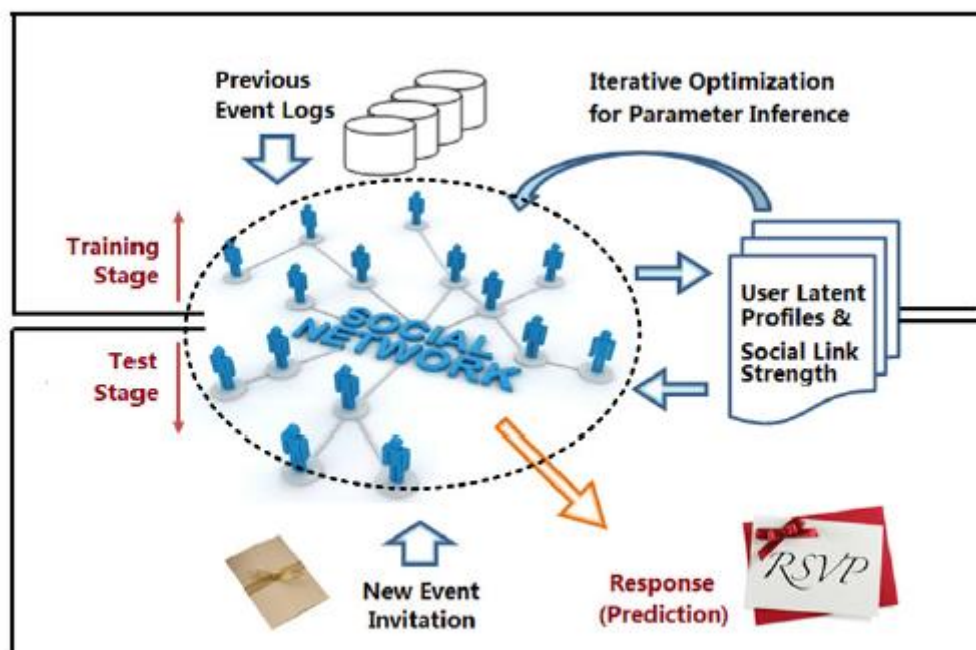 Previous
Event Logs
Iterative Optimization
for Parameter Inference
Training
Stage
SOCIAL
NETWORK
User Latent
Profiles &
Social Link
Strength
Test
Stage
New Event
Invitation
Response
(Prediction)
RSVP